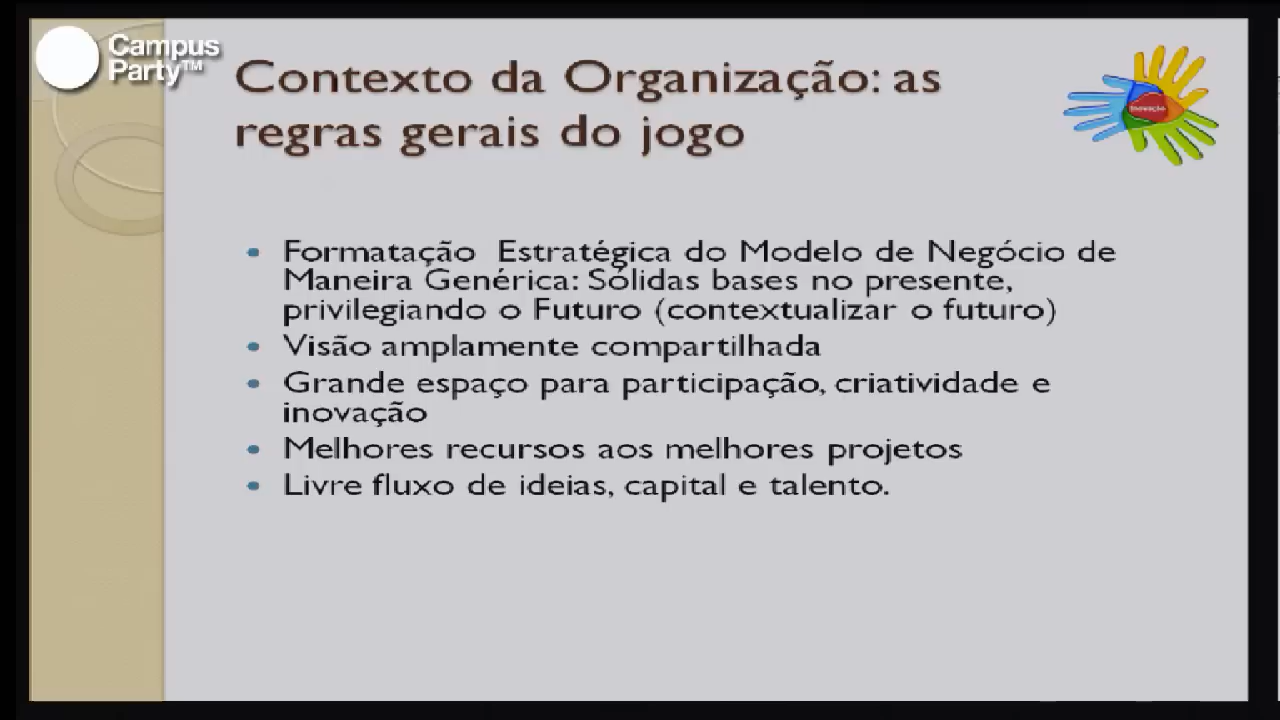 Campus
Party™
Contexto da Organização: as
regras gerais do jogo
Inovação
Formatação Estratégica do Modelo de Negócio de
Maneira Genérica: Sólidas bases no presente,
privilegiando o Futuro (contextualizar o futuro)
Visão amplamente compartilhada
Grande espaço para participação, criatividade e
inovação
Melhores recursos aos melhores projetos
Livre fluxo de ideias, capital e talento.